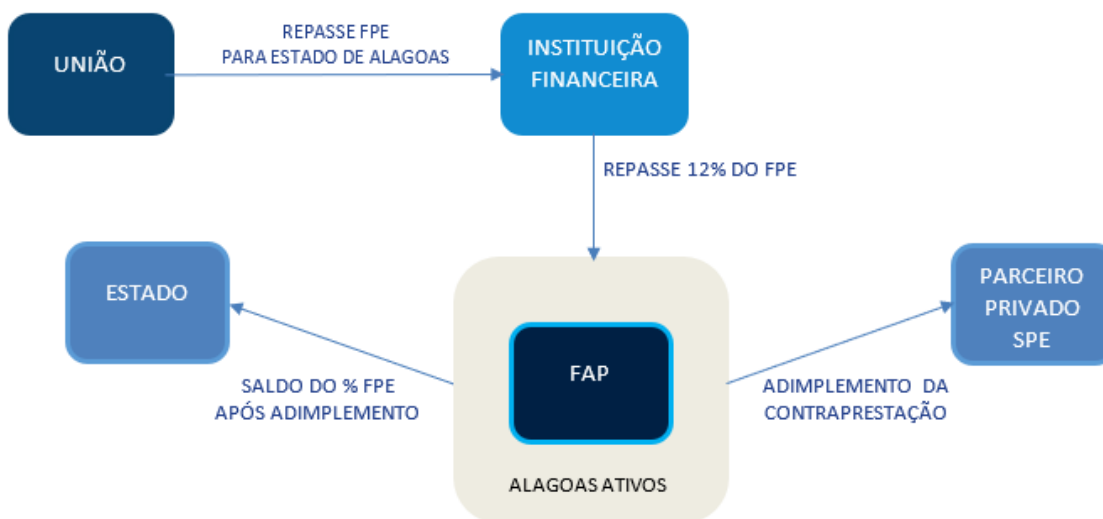 UNIÃO
REPASSE FPE
PARA ESTADO DE ALAGOAS
INSTITUIÇÃO
FINANCEIRA
REPASSE 12% DO FPE
ESTADO
PARCEIRO
PRIVADO
SPE
FAP
SALDO DO % FPE
APÓS ADIMPLEMENTO
ADIMPLEMENTO DA
CONTRAPRESTAÇÃO
ALAGOAS ATIVOS